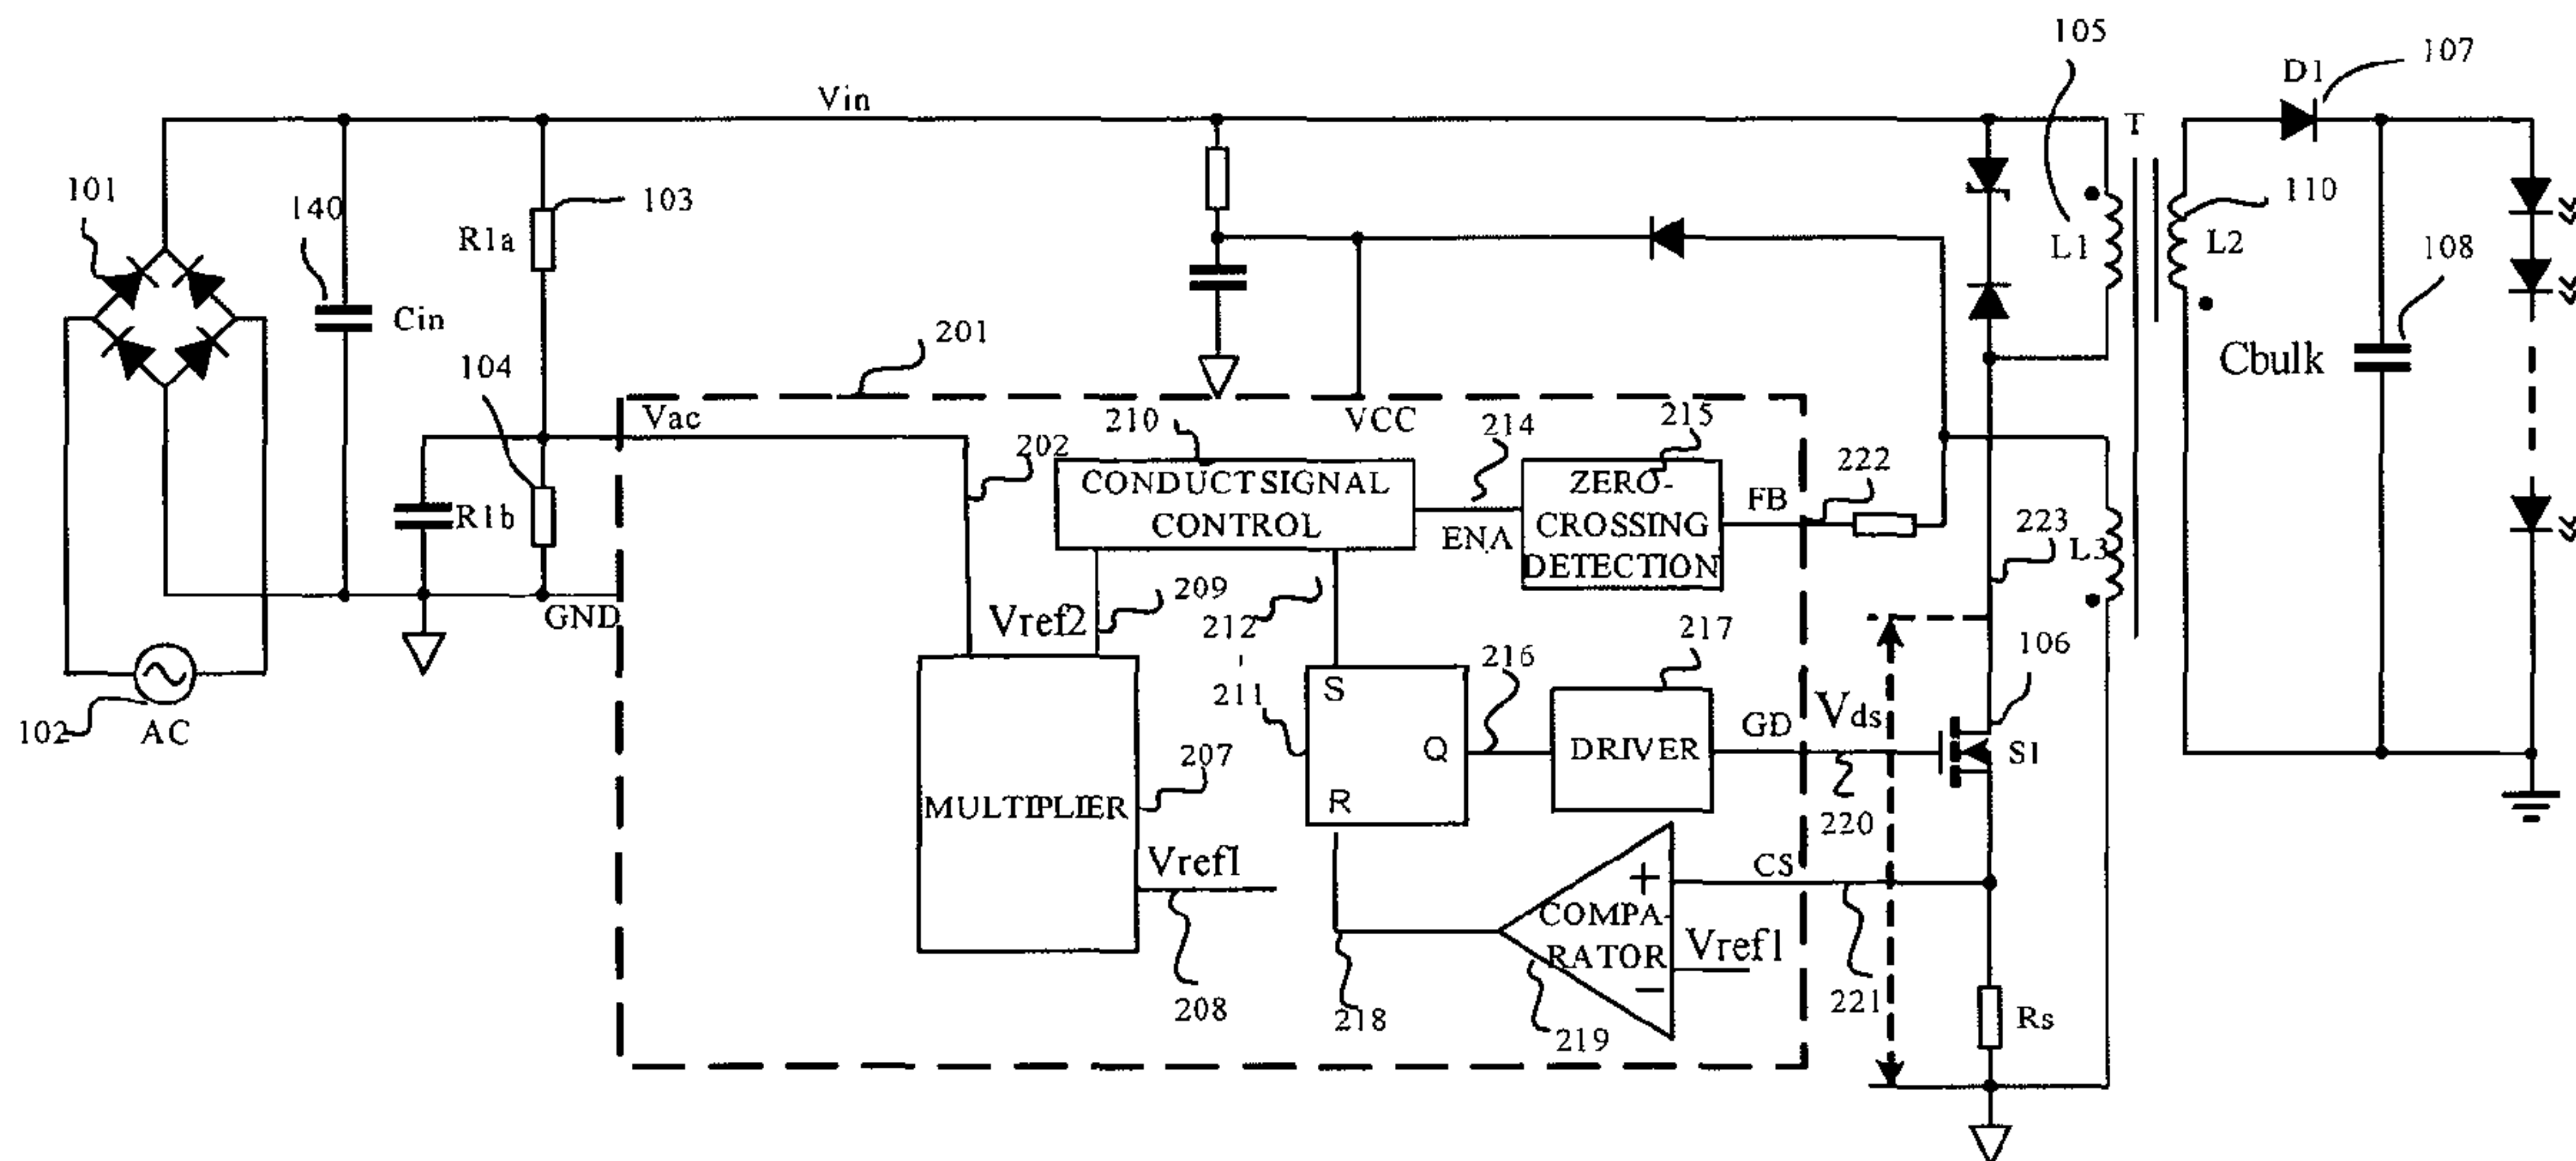 105
107
D1
Vin
T
101
140
103
110
R1a
L1
L2
108
Cin
201
104
Cbulk
Vac
210
VCC
214
215
202
222
CONDUCT SIGNAL
CONTROL
ZERO-
CROSSING
DETECTION
FB
R1b
ENA
223
L3
GND
Vref2
209
212
217
106
216
211
S
Vds
102
AC
GD
Q
DRIVER
S1
207
MULTIPLIER
R
220
Vref1
CS
+
COMPA-
RATOR
Vref1
−
208
218
219
221
Rs